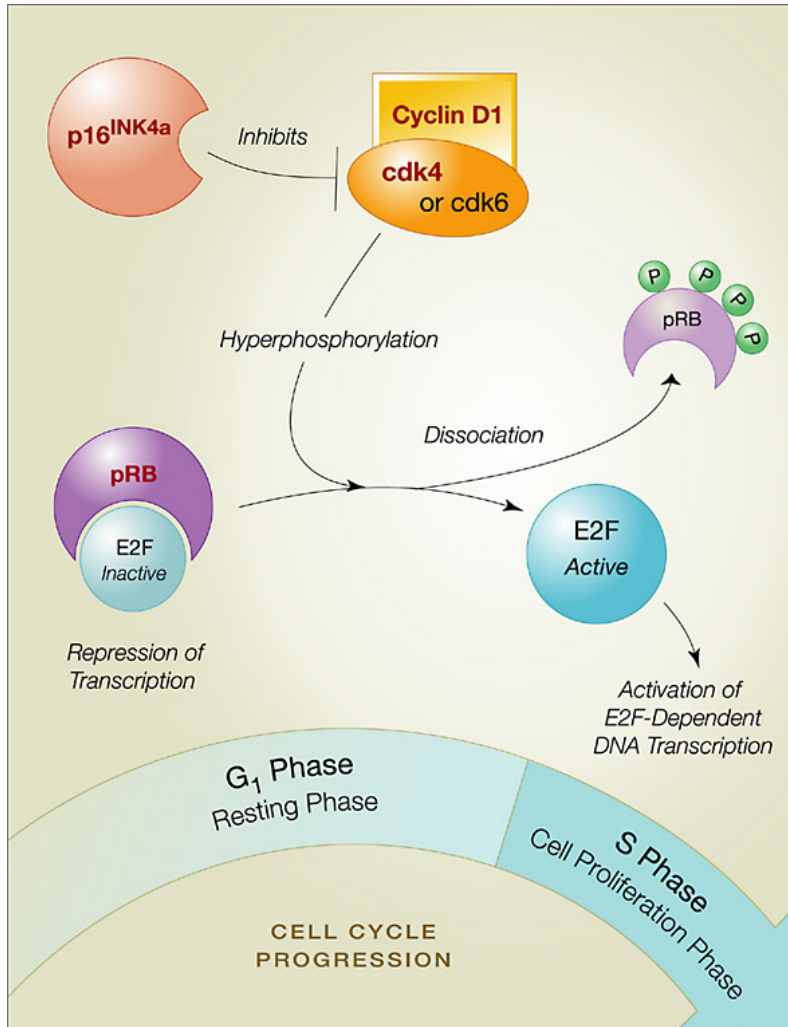 p16INK4a
Inhibits
Cyclin D1
cdk4
or cdk6
P
P
P
P
pRB
Hyperphosphorylation
Dissociation
pRB
E2F
Inactive
E2F
Active
Repression of
Transcription
Activation of
E2F-Dependent
DNA Transcription
G1 Phase
Resting Phase
S Phase
Cell Proliferation Phase
CELL CYCLE
PROGRESSION